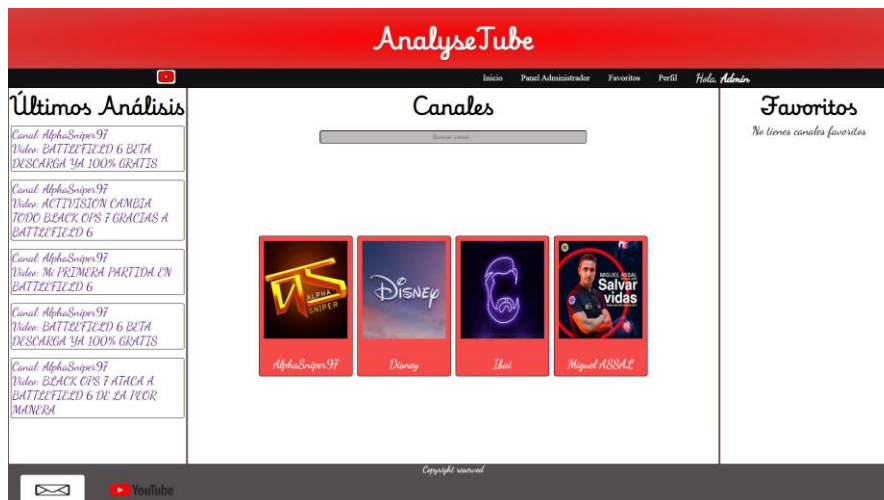 AnalyseTube
Inicio Panel Administrador Favoritos Perfil Hola, Admin
Últimos Análisis
Canal: AlphaSniper97
Video: BATTLEFIELD 6 BETA
DESCARGA YA 100% GRATIS
Canal: AlphaSniper97
Video: ACTIVISION CAMBIA
TODO BLACK OPS 7 GRACIAS A
BATTLEFIELD 6
Canal: AlphaSniper97
Video: Mi PRIMERA PARTIDA EN
BATTLEFIELD 6
Canal: AlphaSniper97
Video: BATTLEFIELD 6 BETA
DESCARGA YA 100% GRATIS
Canal: AlphaSniper97
Video: BLACK OPS 7 ATACA A
BATTLEFIELD 6 DE LA PEOR
MANERA
Canales
Buscar canal...
ALPHA
SNIPER
AlphaSniper97
Disney
Disney
Ibai
MIGUEL ASSAL
Salvar
vidas
Miguel ASSAL
Favoritos
No tienes canales favoritos
Copyright reserved
YouTube